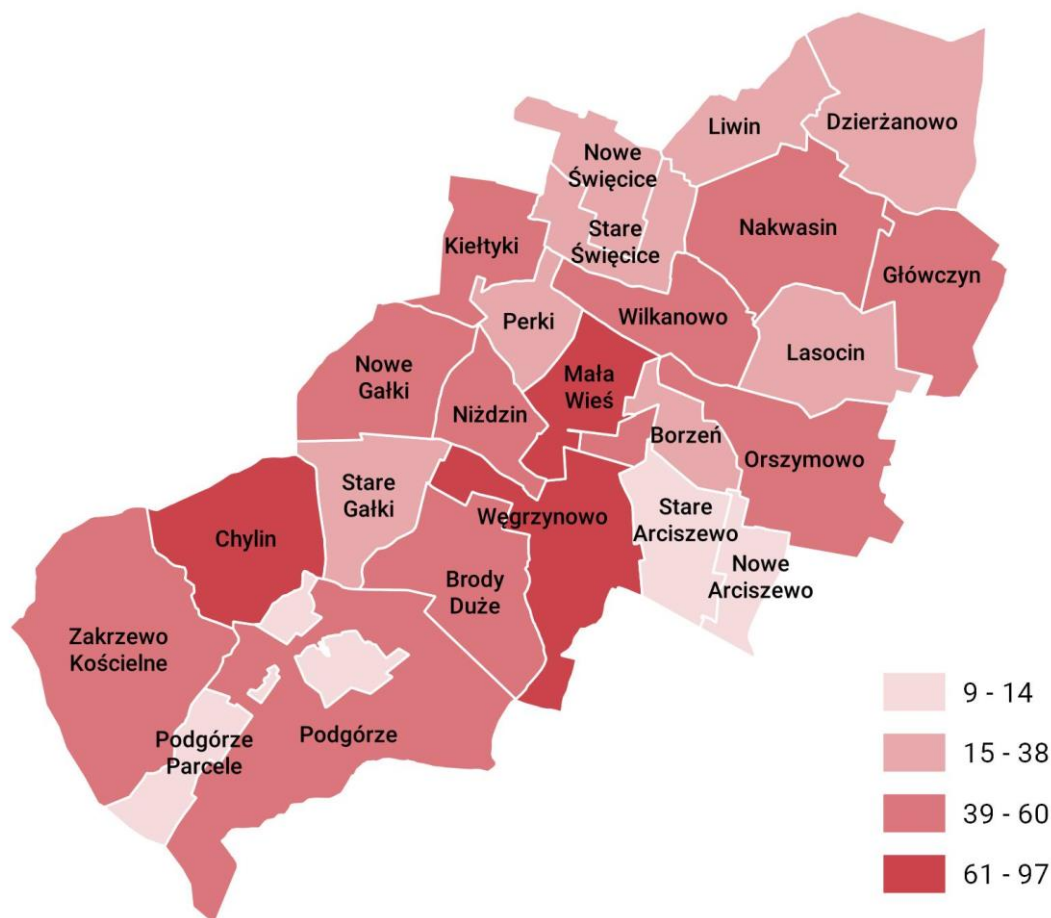 Liwin
Dzierżanowo
Nowe
Święcice
Stare
Święcice
Nakwasin
Kiełtyki
Główczyn
Perki
Wilkanowo
Lasocin
Nowe
Gałki
Mała
Wieś
Niżdzin
Borzeń
Orszymowo
Stare
Gałki
Chylin
Węgrzynowo
Stare
Arciszewo
Nowe
Arciszewo
Brody
Duże
Zakrzewo
Kościelne
Podgórze
Parcele
Podgórze
9 - 14
15 - 38
39 - 60
61 - 97